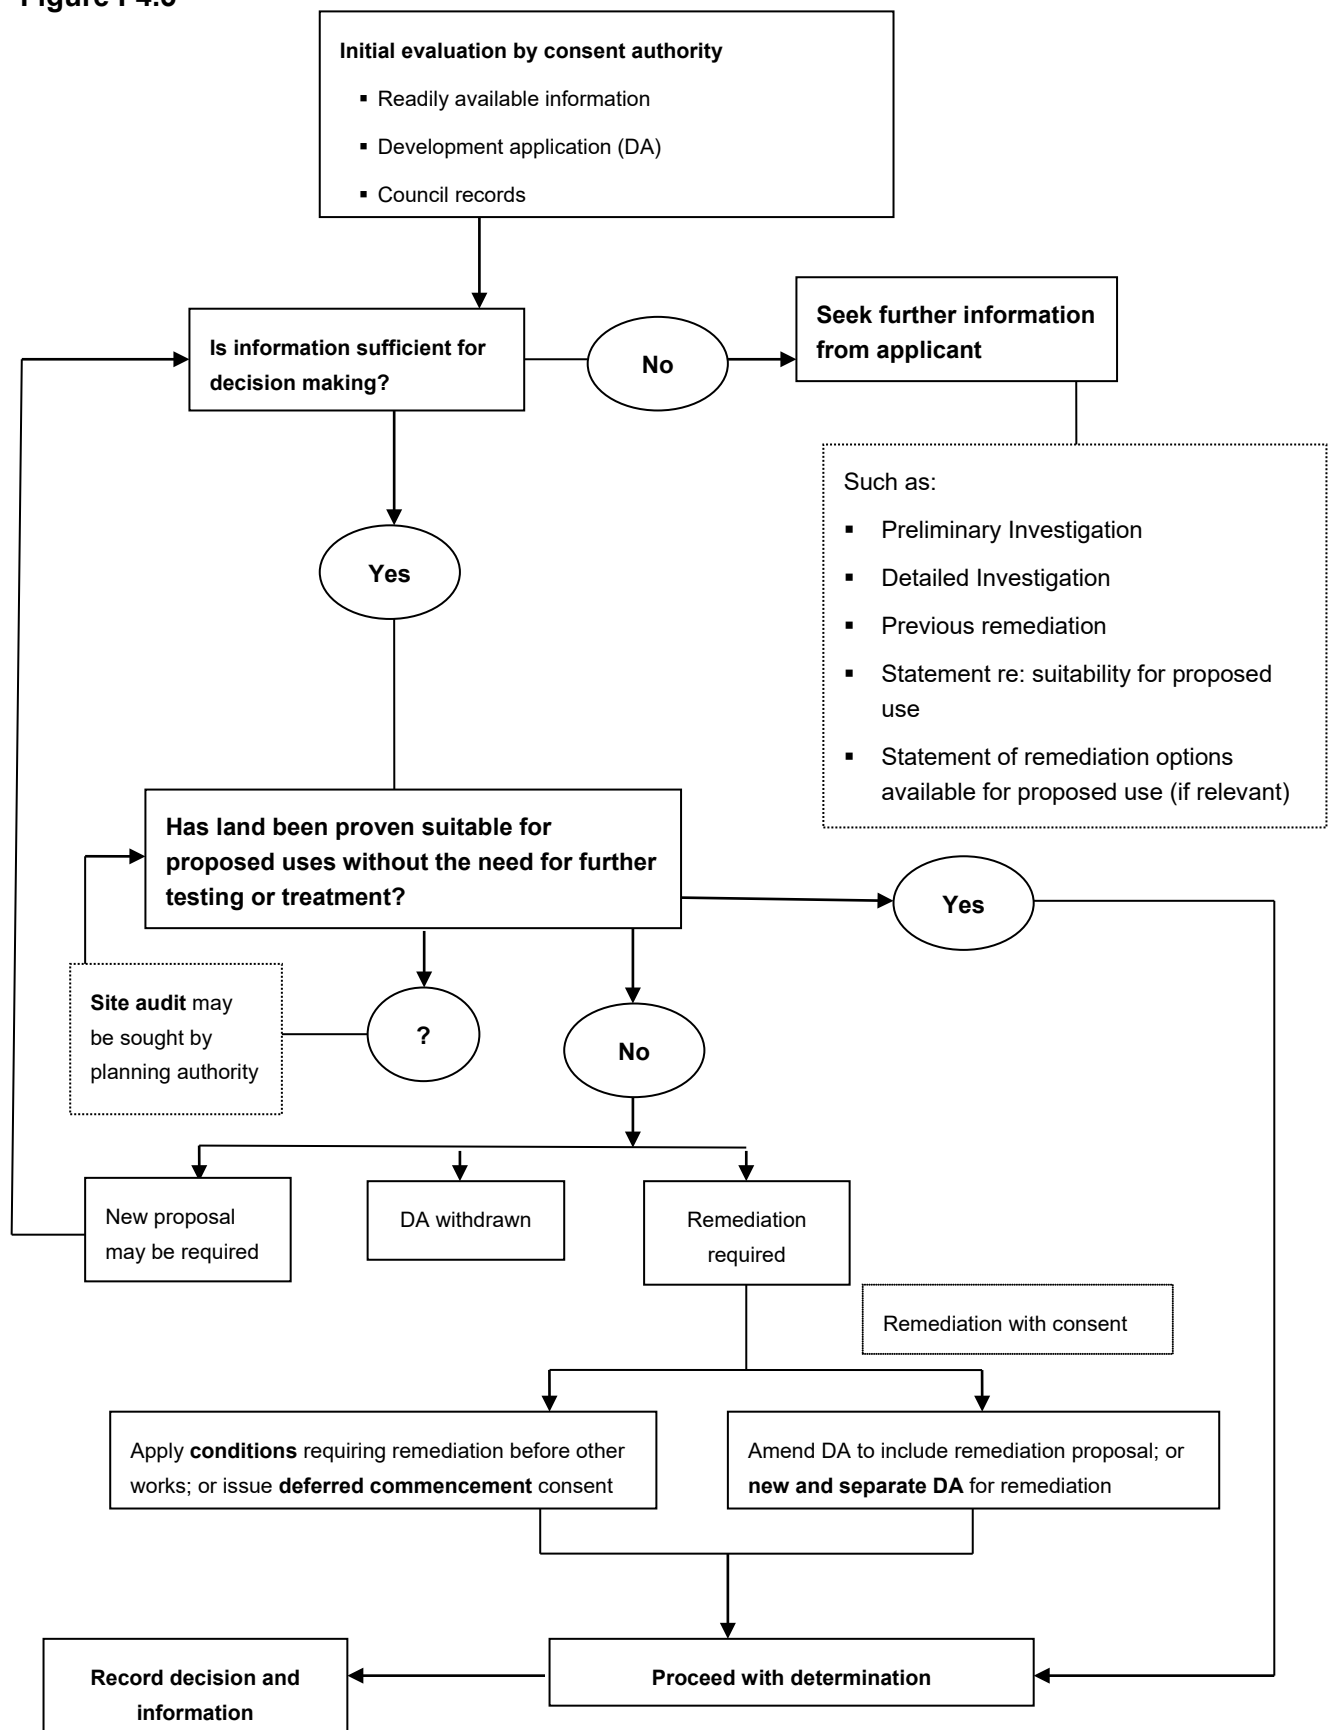 Initial evaluation by consent authority
▪ Readily available information
▪ Development application (DA)
▪ Council records
Is information sufficient for
decision making?
No
Seek further information
from applicant
Such as:
▪ Preliminary Investigation
▪ Detailed Investigation
▪ Previous remediation
▪ Statement re: suitability for proposed
use
▪ Statement of remediation options
available for proposed use (if relevant)
Yes
Has land been proven suitable for
proposed uses without the need for further
testing or treatment?
Yes
Site audit may
be sought by
planning authority
?
No
New proposal
may be required
DA withdrawn
Remediation
required
Remediation with consent
Apply conditions requiring remediation before other
works; or issue deferred commencement consent
Amend DA to include remediation proposal; or
new and separate DA for remediation
Record decision and
information
Proceed with determination